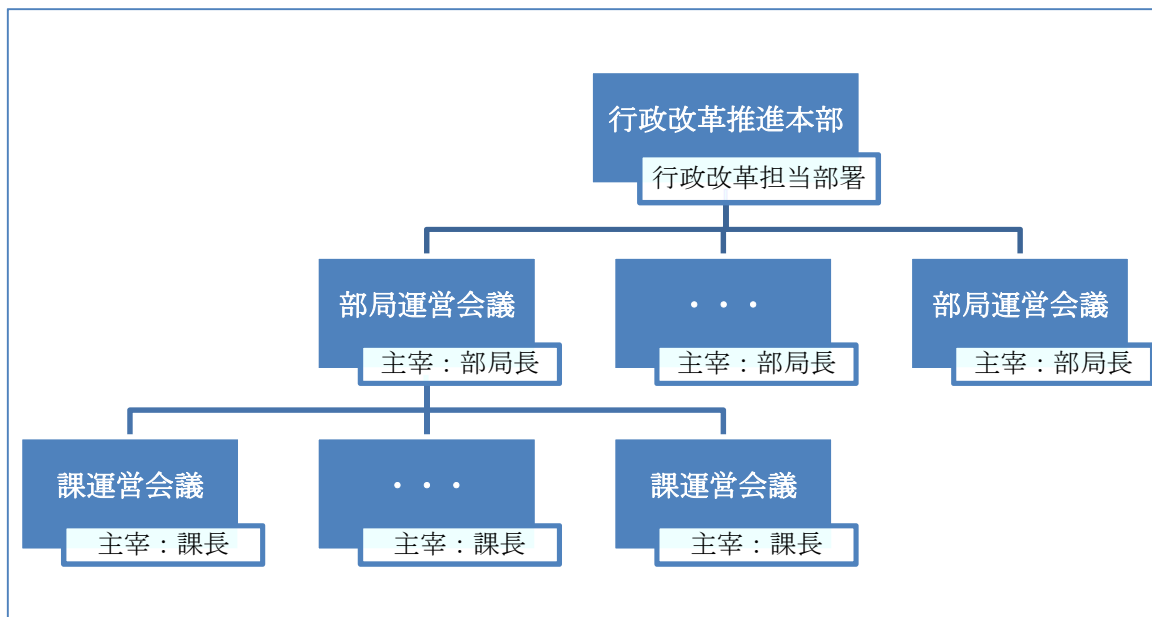 行政改革推進本部
行政改革担当部署
部局運営会議
主宰：部局長
・・・
主宰：部局長
部局運営会議
主宰：部局長
課運営会議
主宰：課長
・・・
主宰：課長
課運営会議
主宰：課長